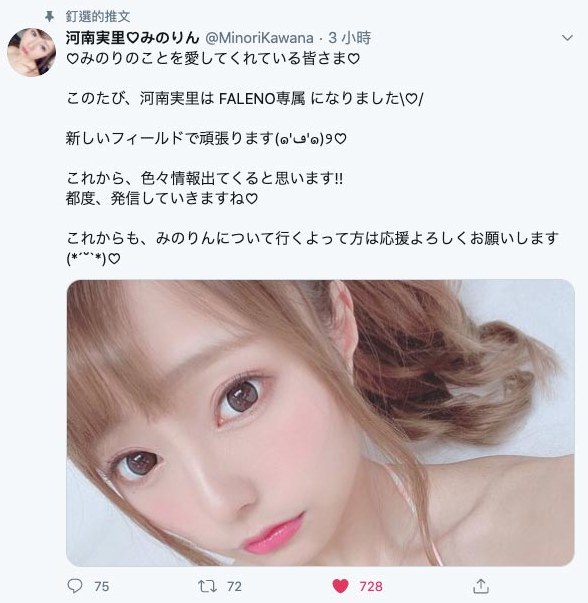 釘選的推文
河南実里♡みのりん @MinoriKawana · 3 小時
♡みのりのことを愛してくれている皆さま♡
このたび、河南実里は FALENO専属 になりました\♡/
新しいフィールドで頑張ります(๑'ڡ'๑)୨♡
これから、色々情報出てくると思います!!
都度、発信していきますね♡
これからも、みのりんについて行くよって方は応援よろしくお願いします
(*ˊ˘ˋ*)♡
75 72 728